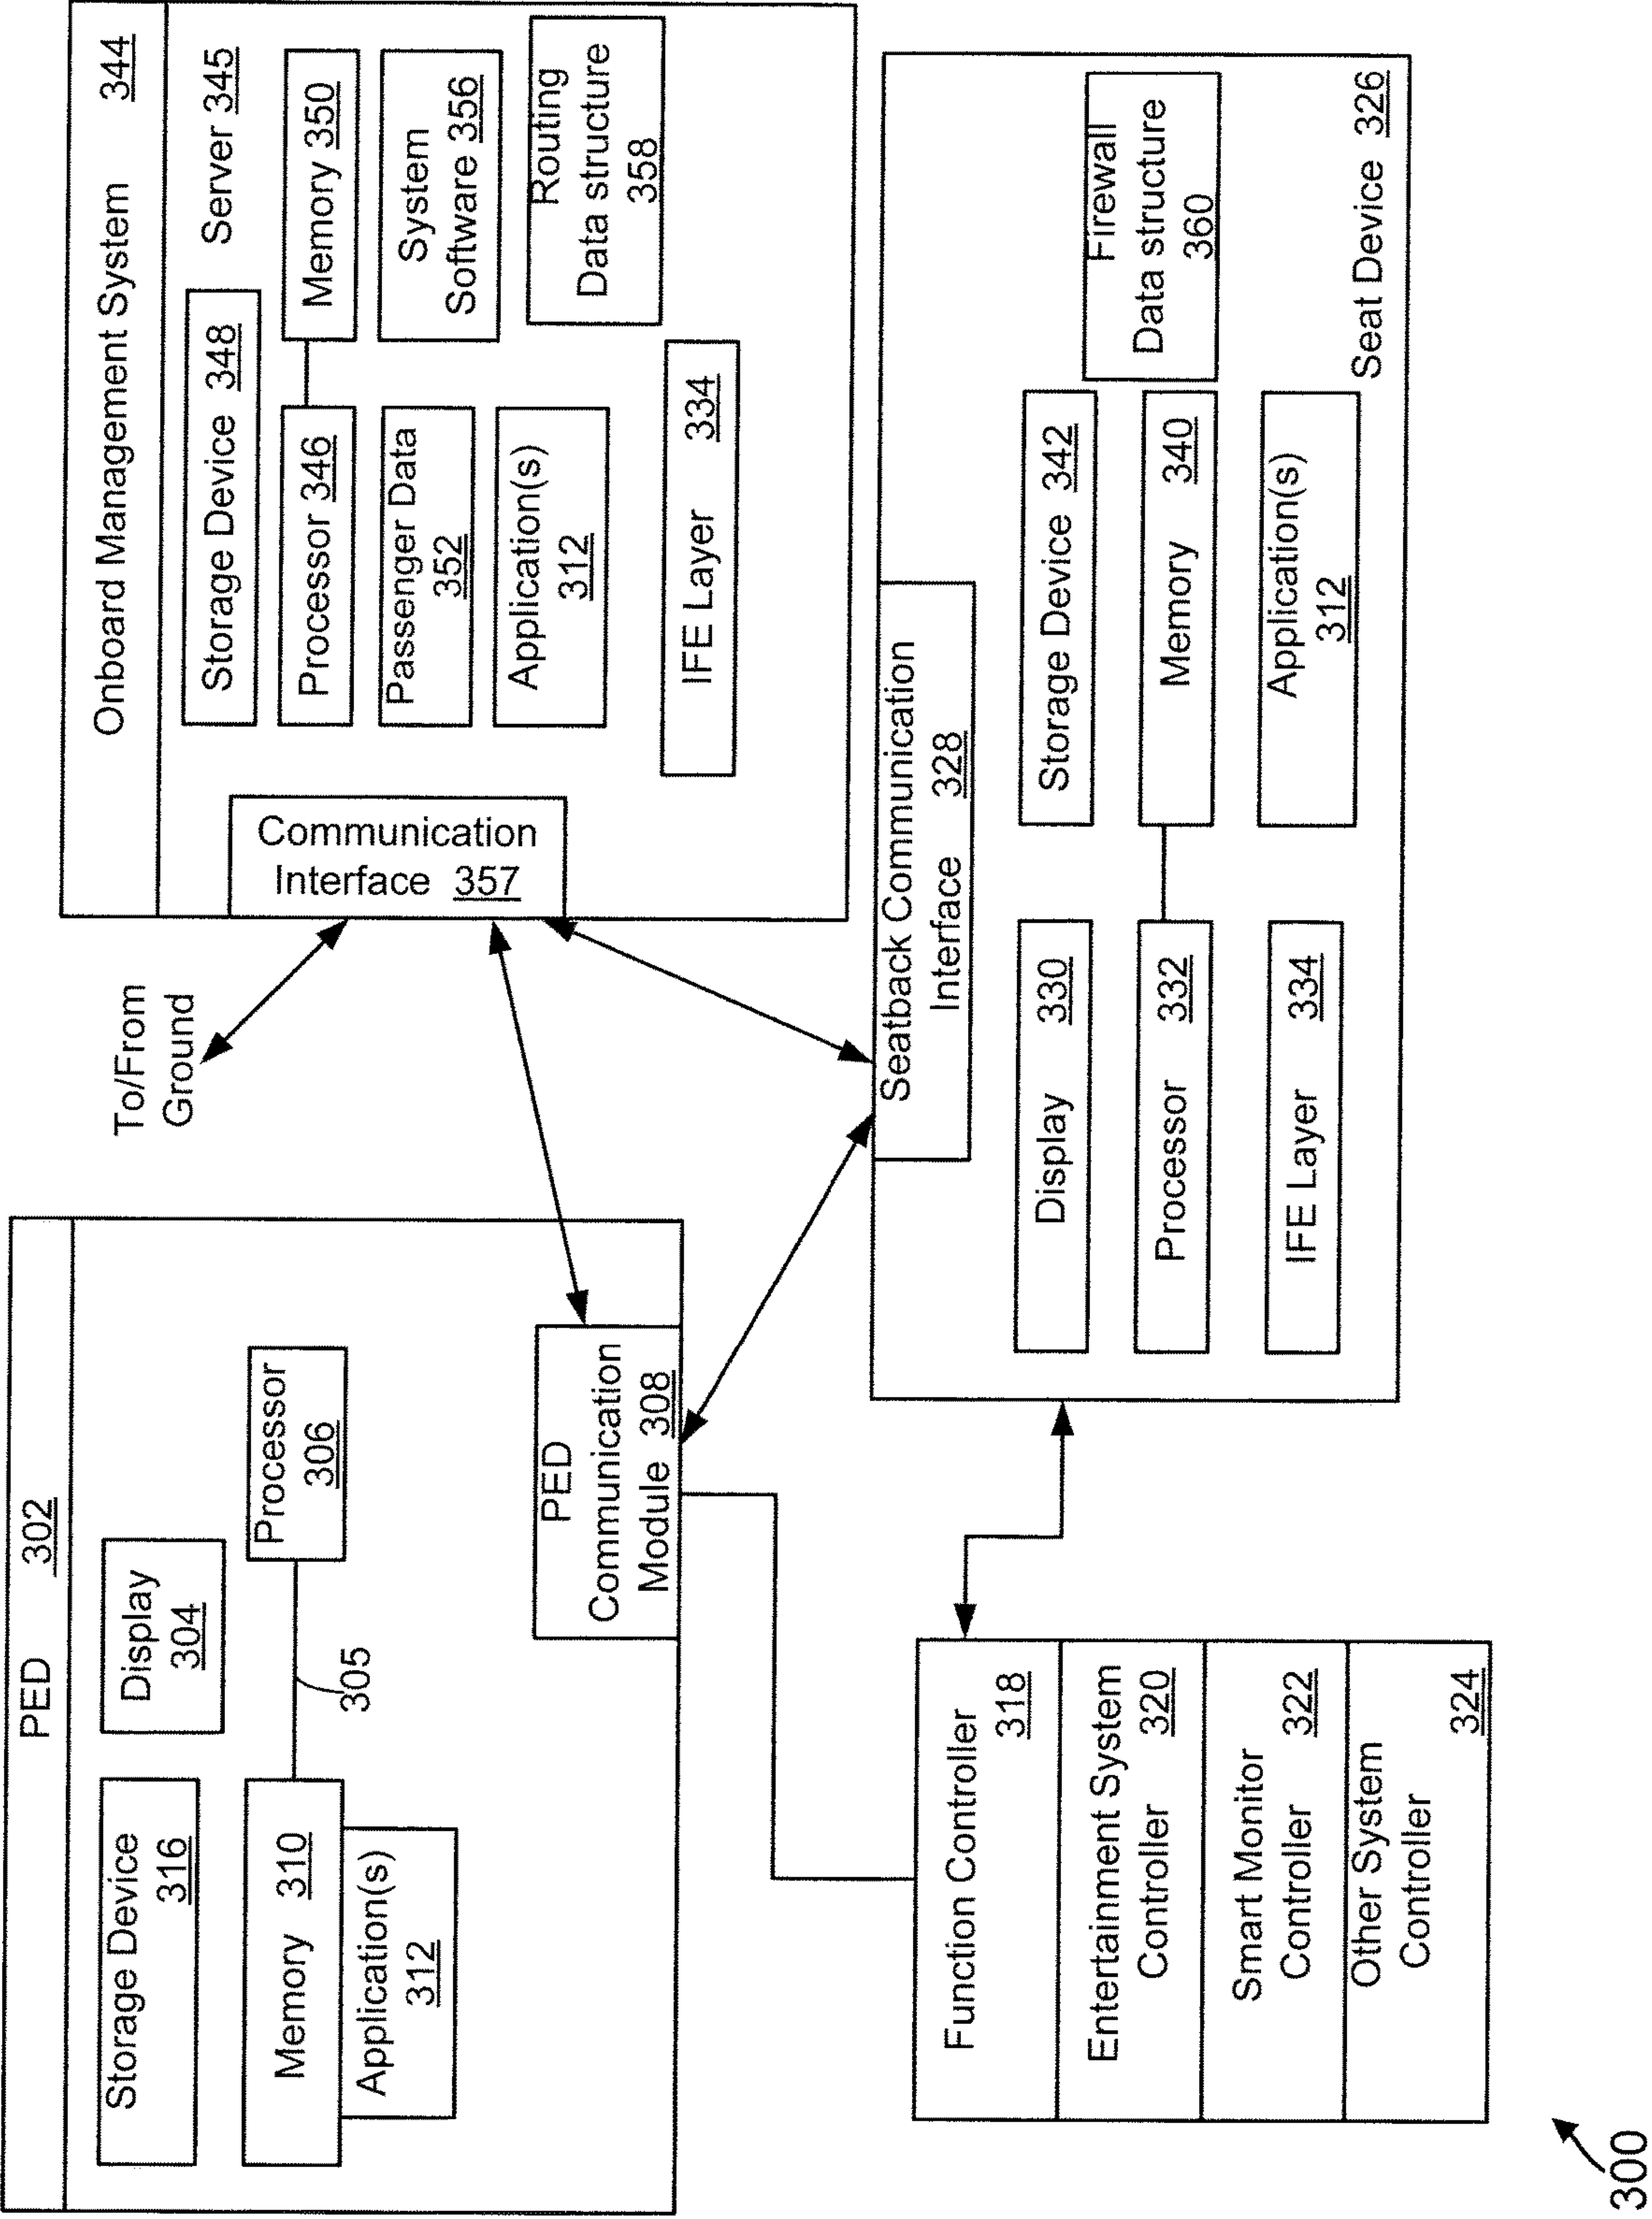 PED 302
Storage Device
316
Display
304
Memory 310
Processor
306
305
Application(s)
312
PED
Communication
Module 308
To/From
Ground
Onboard Management System 344
Server 345
Storage Device 348
Processor 346
Memory 350
Passenger Data
352
System
Software 356
Application(s)
312
Routing
Data structure
358
IFE Layer 334
Communication
Interface 357
Function Controller
318
Entertainment System
Controller 320
Smart Monitor
Controller 322
Other System
Controller 324
Seatback Communication
Interface 328
Display 330
Storage Device 342
Processor 332
Memory 340
Firewall
Data structure
360
IFE Layer 334
Application(s)
312
Seat Device 326
300